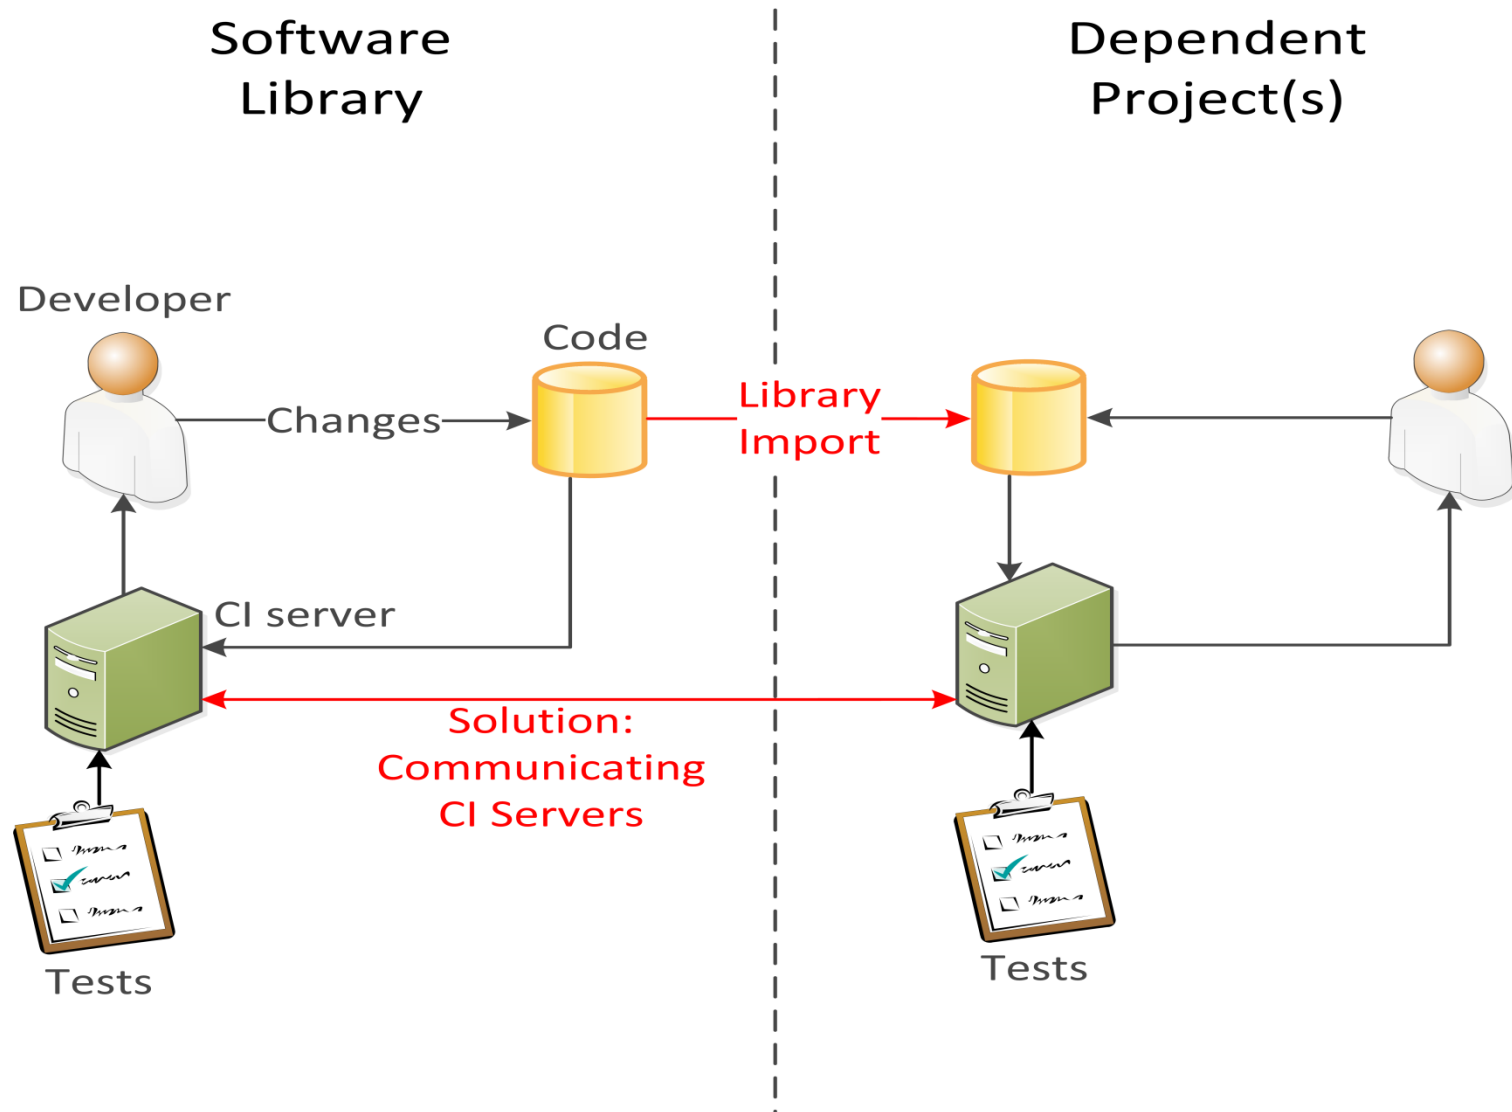 Software
Library
Dependent
Project(s)
Developer
Code
Changes
Library
Import
CI server
Solution:
Communicating
CI Servers
Tests
Tests